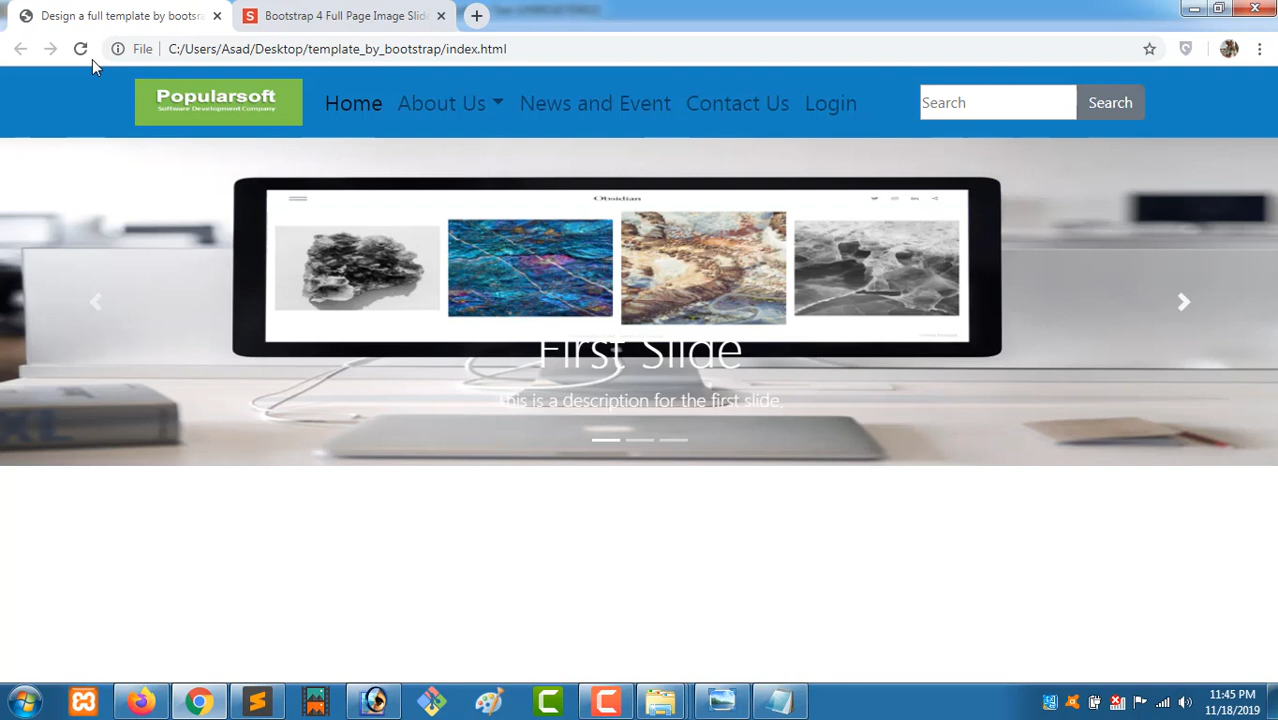 Design a full template by bootsra
Bootstrap 4 Full Page Image Slid
File
C:/Users/Asad/Desktop/template_by_bootstrap/index.html
Popularsoft
Software Development Company
Home About Us News and Event Contact Us Login
Search Search
Obsidian
First Slide
This is a description for the first slide.
11:45 PM
11/18/2019